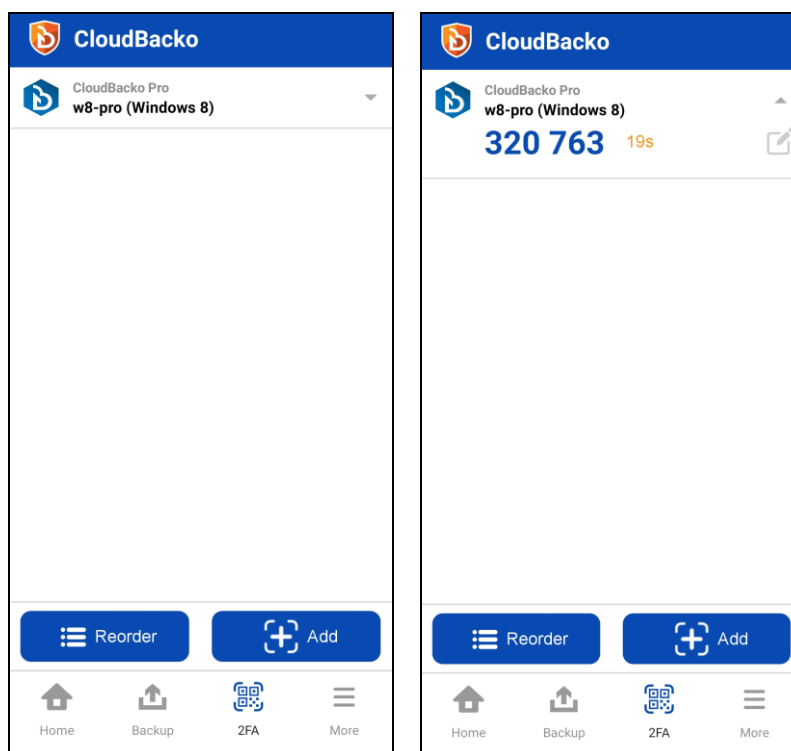 CloudBacko
CloudBacko Pro
w8-pro (Windows 8)
Reorder
Add
Home
Backup
2FA
More
CloudBacko
CloudBacko Pro
w8-pro (Windows 8)
320 763
19s
Reorder
Add
Home
Backup
2FA
More